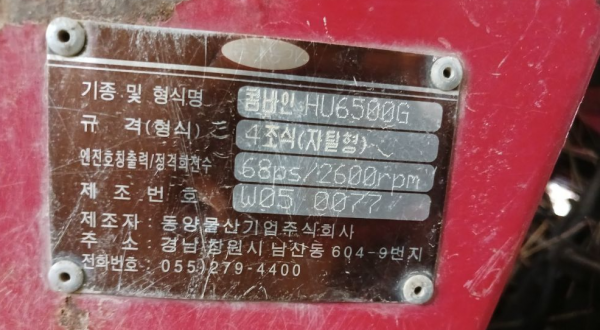 기종 및 형식명 콤바인 HU6500G
규 격(형식) 4조식(자탈형)
엔진호칭출력/정격회전수 68ps/2600rpm
제 조 번 호 W05 0077
제조자 : 동양물산기업주식회사
주 소 : 경남 창원시 남산동 604-9번지
전화번호 : 055)279-4400